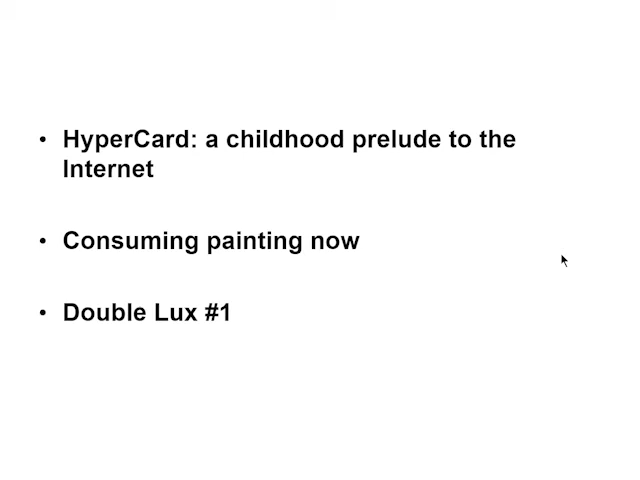 • HyperCard: a childhood prelude to the
Internet
• Consuming painting now
• Double Lux #1